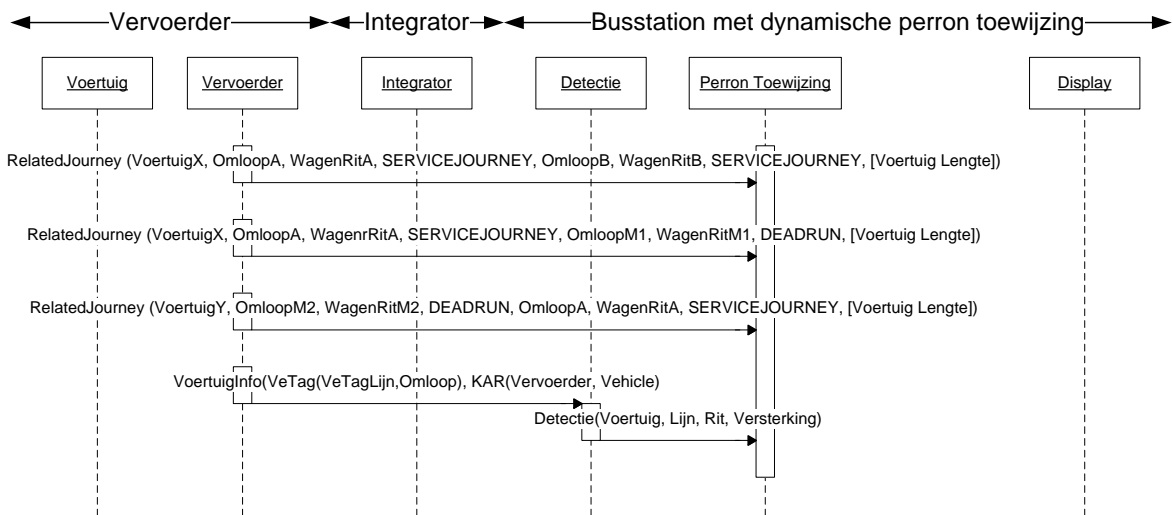 Vervoerder Integrator Busstation met dynamische perron toewijzing
Voertuig Vervoerder Integrator Detectie Perron Toewijzing Display
RelatedJourney (VoertuigX, OmloopA, WagenRitA, SERVICEJOURNEY, OmloopB, WagenRitB, SERVICEJOURNEY, [Voertuig Lengte])
RelatedJourney (VoertuigX, OmloopA, WagenrRitA, SERVICEJOURNEY, OmloopM1, WagenRitM1, DEADRUN, [Voertuig Lengte])
RelatedJourney (VoertuigY, OmloopM2, WagenRitM2, DEADRUN, OmloopA, WagenRitA, SERVICEJOURNEY, [Voertuig Lengte])
VoertuigInfo(VeTag(VeTagLijn,Omloop), KAR(Vervoerder, Vehicle)
Detectie(Voertuig, Lijn, Rit, Versterking)